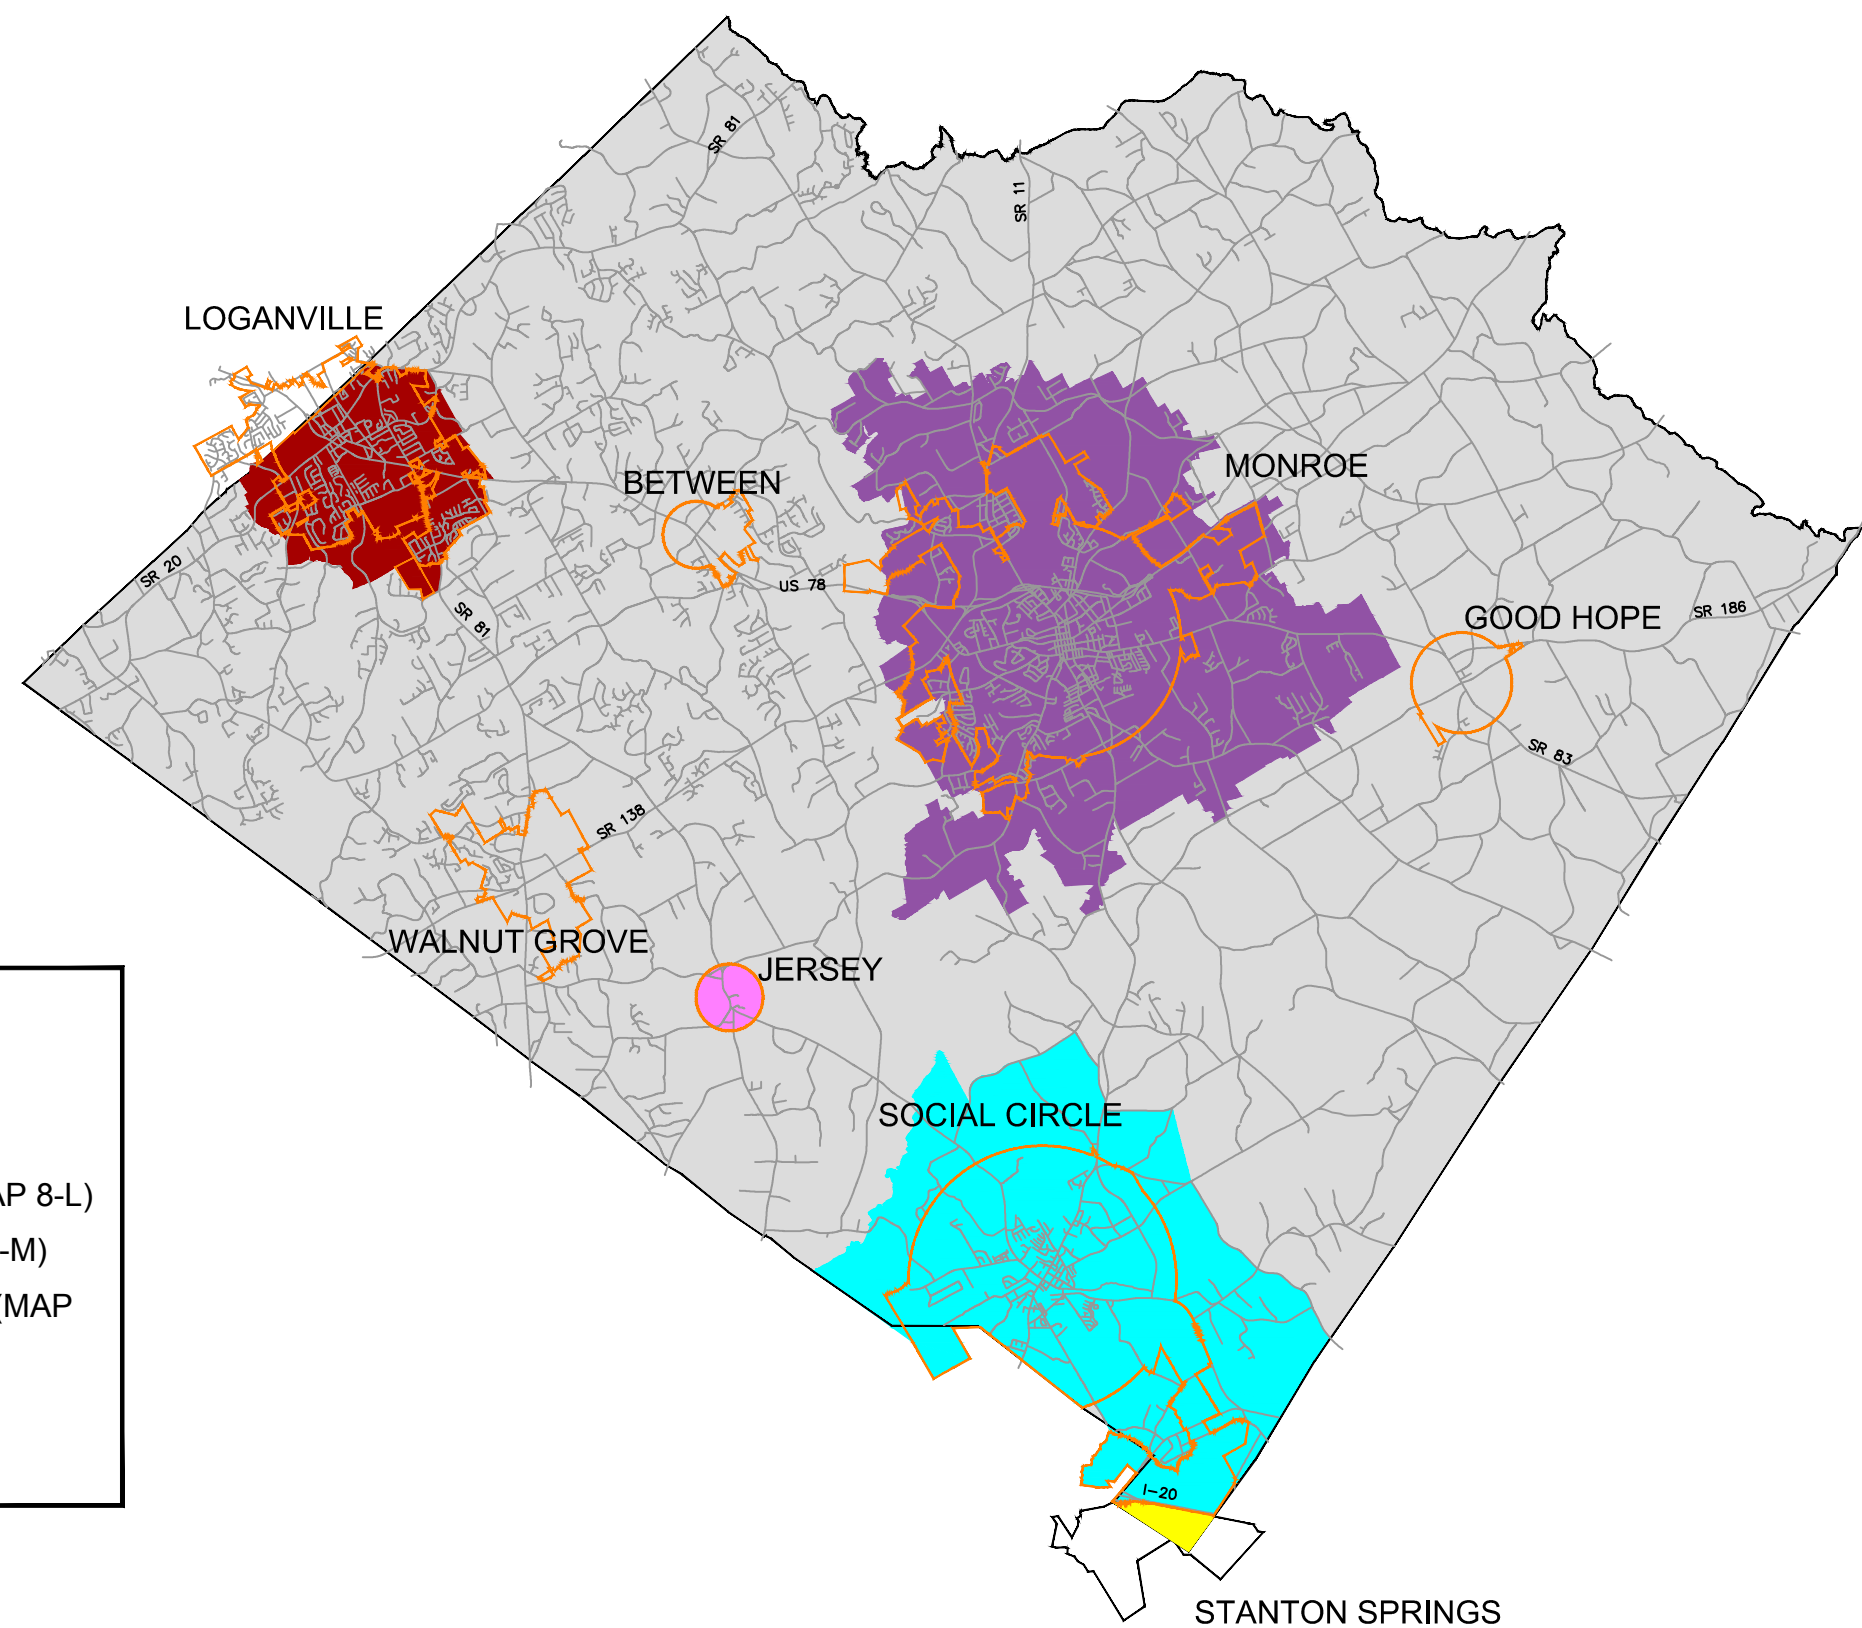 SR 81
SR 11
LOGANVILLE
BETWEEN
MONROE
SR 20
US 78
SR 81
GOOD HOPE
SR 186
SR 83
SR 138
WALNUT GROVE
JERSEY
SOCIAL CIRCLE
AP 8-L)
-M)
(MAP
I-20
STANTON SPRINGS